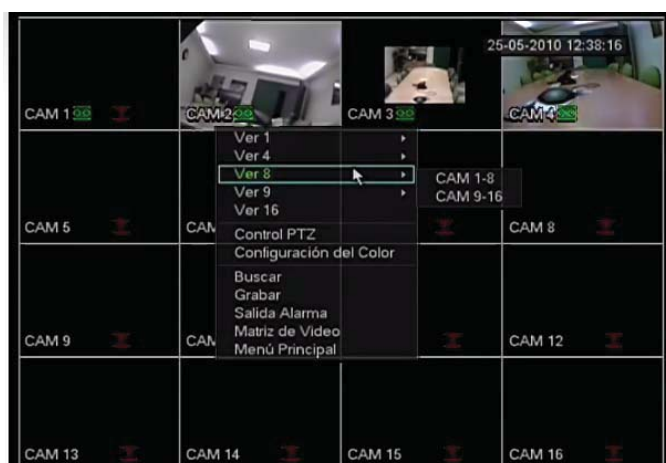 25-05-2010 12:38:16
CAM 1
CAM 2
CAM 3
CAM 4
Ver 1
Ver 4
Ver 8
CAM 1-8
Ver 9
CAM 9-16
Ver 16
CAM 5
CAM
CAM 8
Control PTZ
Configuración del Color
Buscar
Grabar
Salida Alarma
Matriz de Video
Menú Principal
CAM 9
CAM
CAM 12
CAM 13
CAM 14
CAM 15
CAM 16